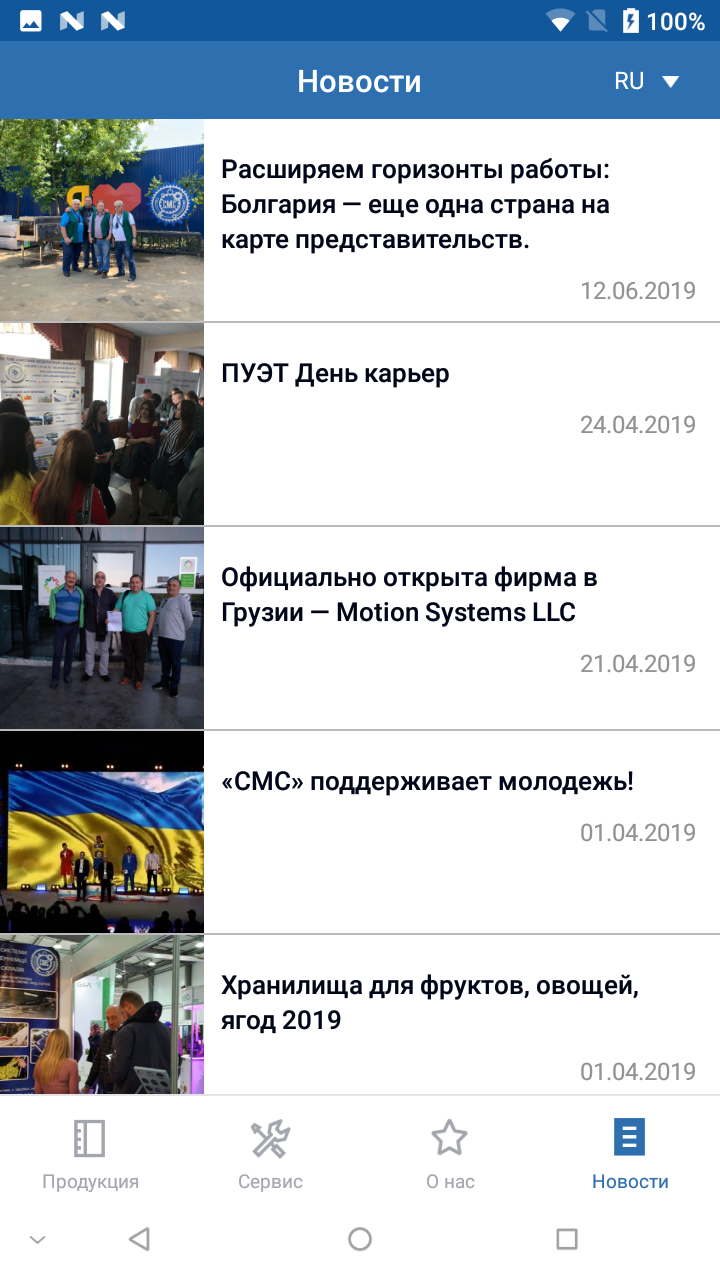 100%
Новости
RU
Я
СМС
Расширяем горизонты работы:
Болгария — еще одна страна на
карте представительств.
12.06.2019
ПУЭТ День карьер
24.04.2019
Официально открыта фирма в
Грузии — Motion Systems LLC
21.04.2019
«СМС» поддерживает молодежь!
01.04.2019
СМС
Хранилища для фруктов, овощей,
ягод 2019
01.04.2019
Продукция
Сервис
О нас
Новости